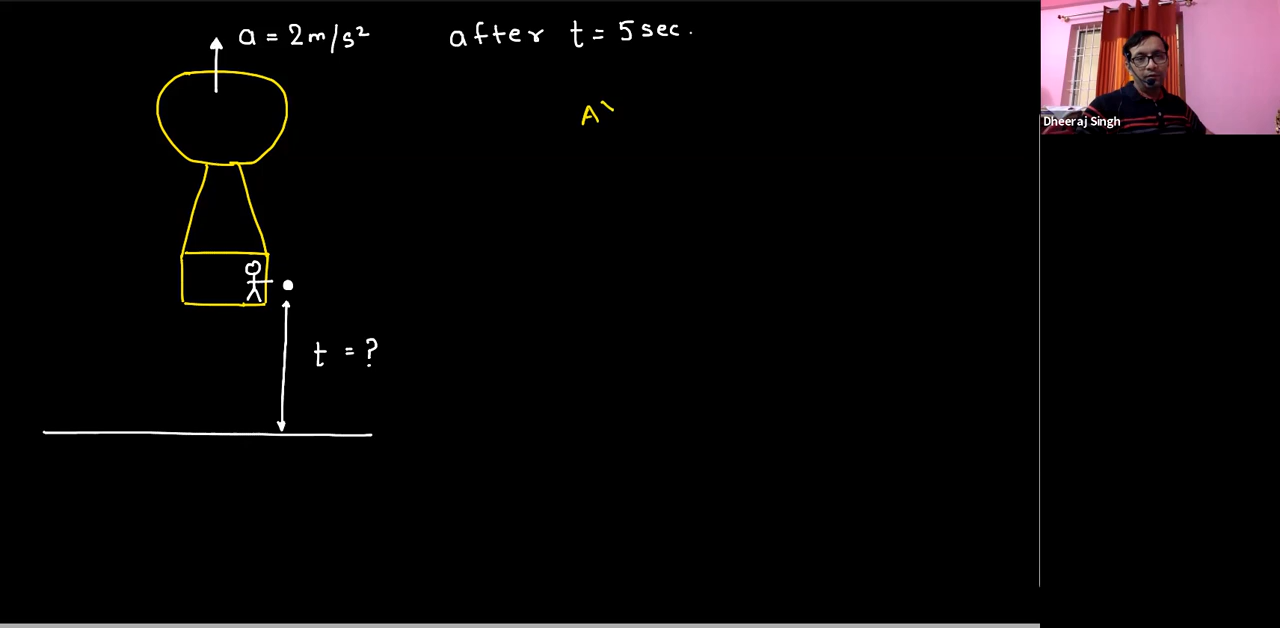 a = 2m/s² after t = 5 sec.
A
Dheeraj Singh
t = ?